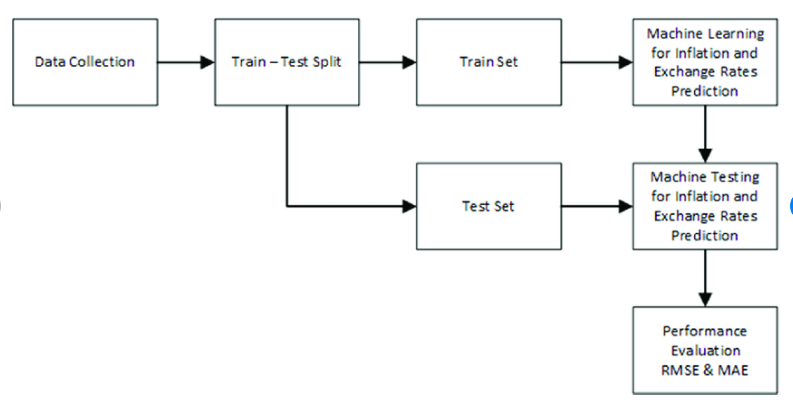 Data Collection
Train – Test Split
Train Set
Machine Learning
for Inflation and
Exchange Rates
Prediction
Test Set
Machine Testing
for Inflation and
Exchange Rates
Prediction
Performance
Evaluation
RMSE & MAE